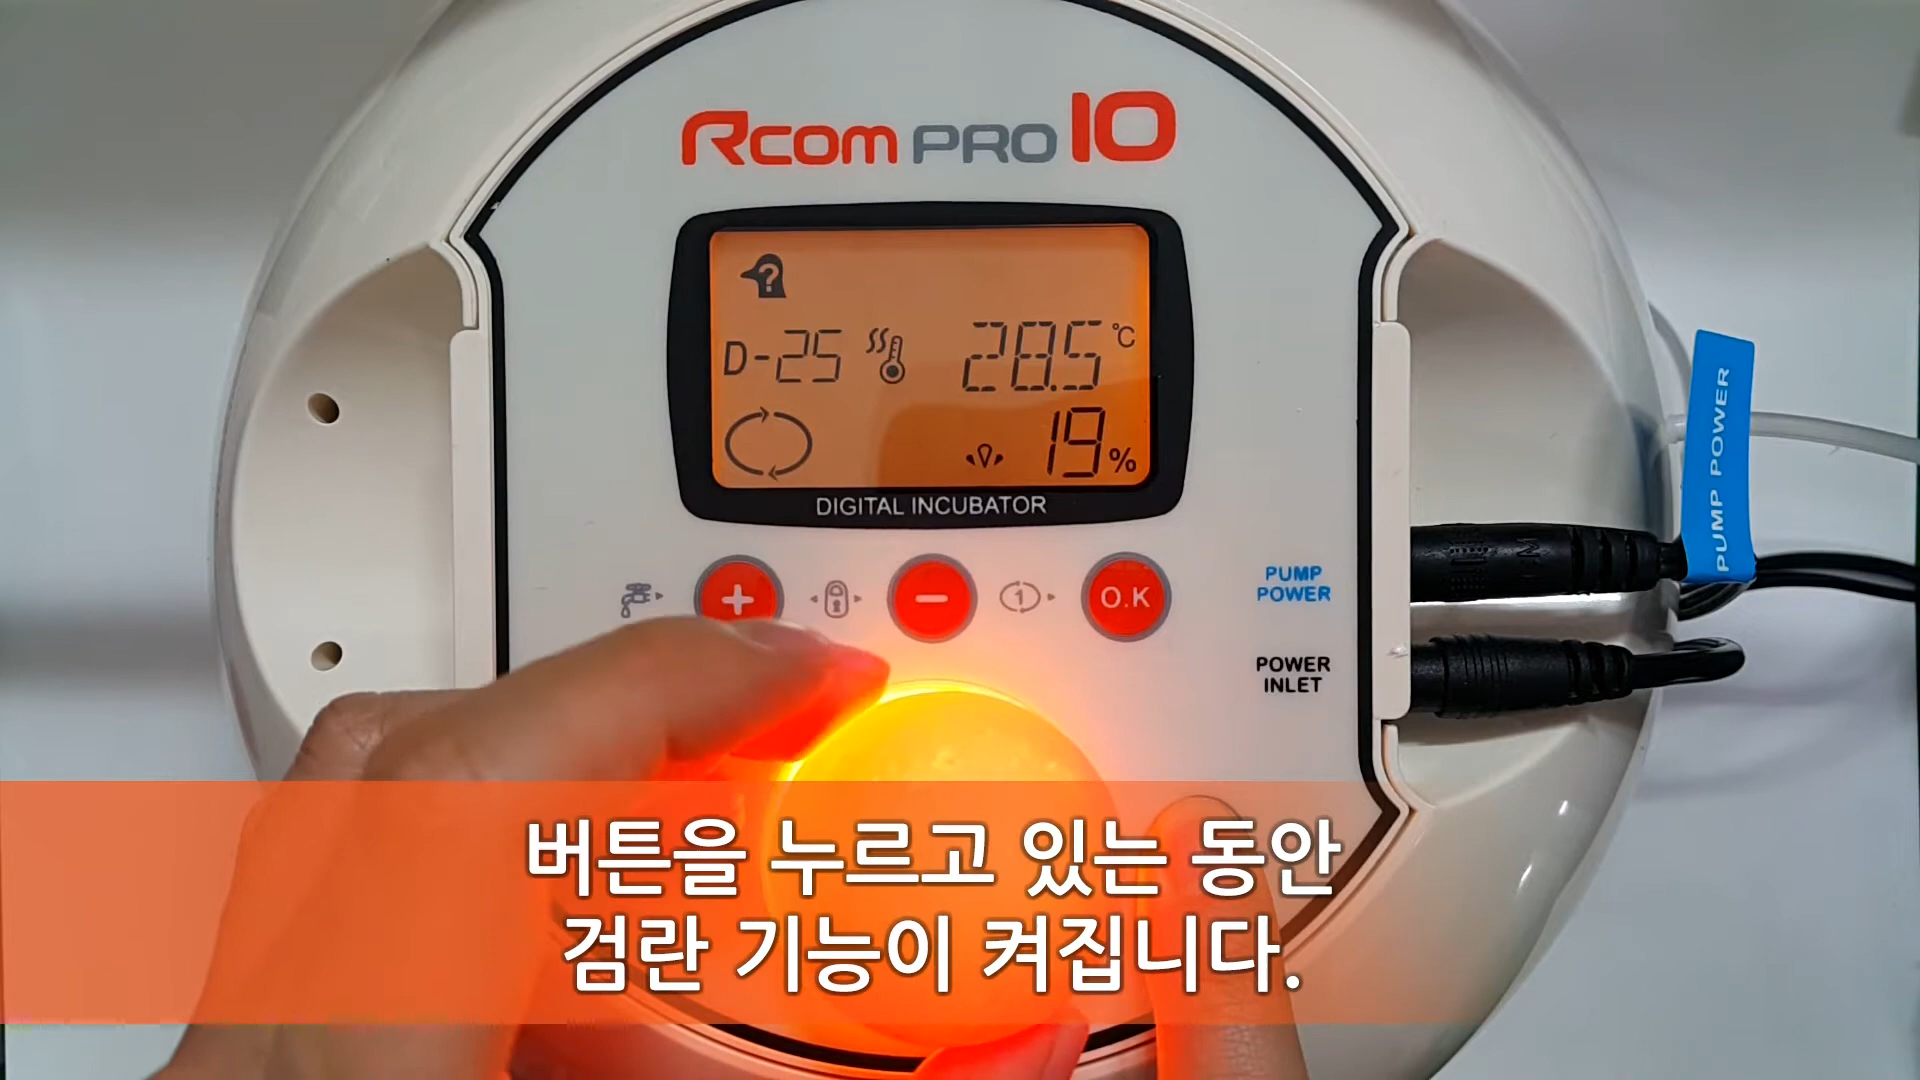 Rcom PRO 10
D-25 28.5 °C
19 %
DIGITAL INCUBATOR
+ 1 - O.K
PUMP POWER
PUMP
POWER
POWER
INLET
버튼을 누르고 있는 동안
검란 기능이 켜집니다.